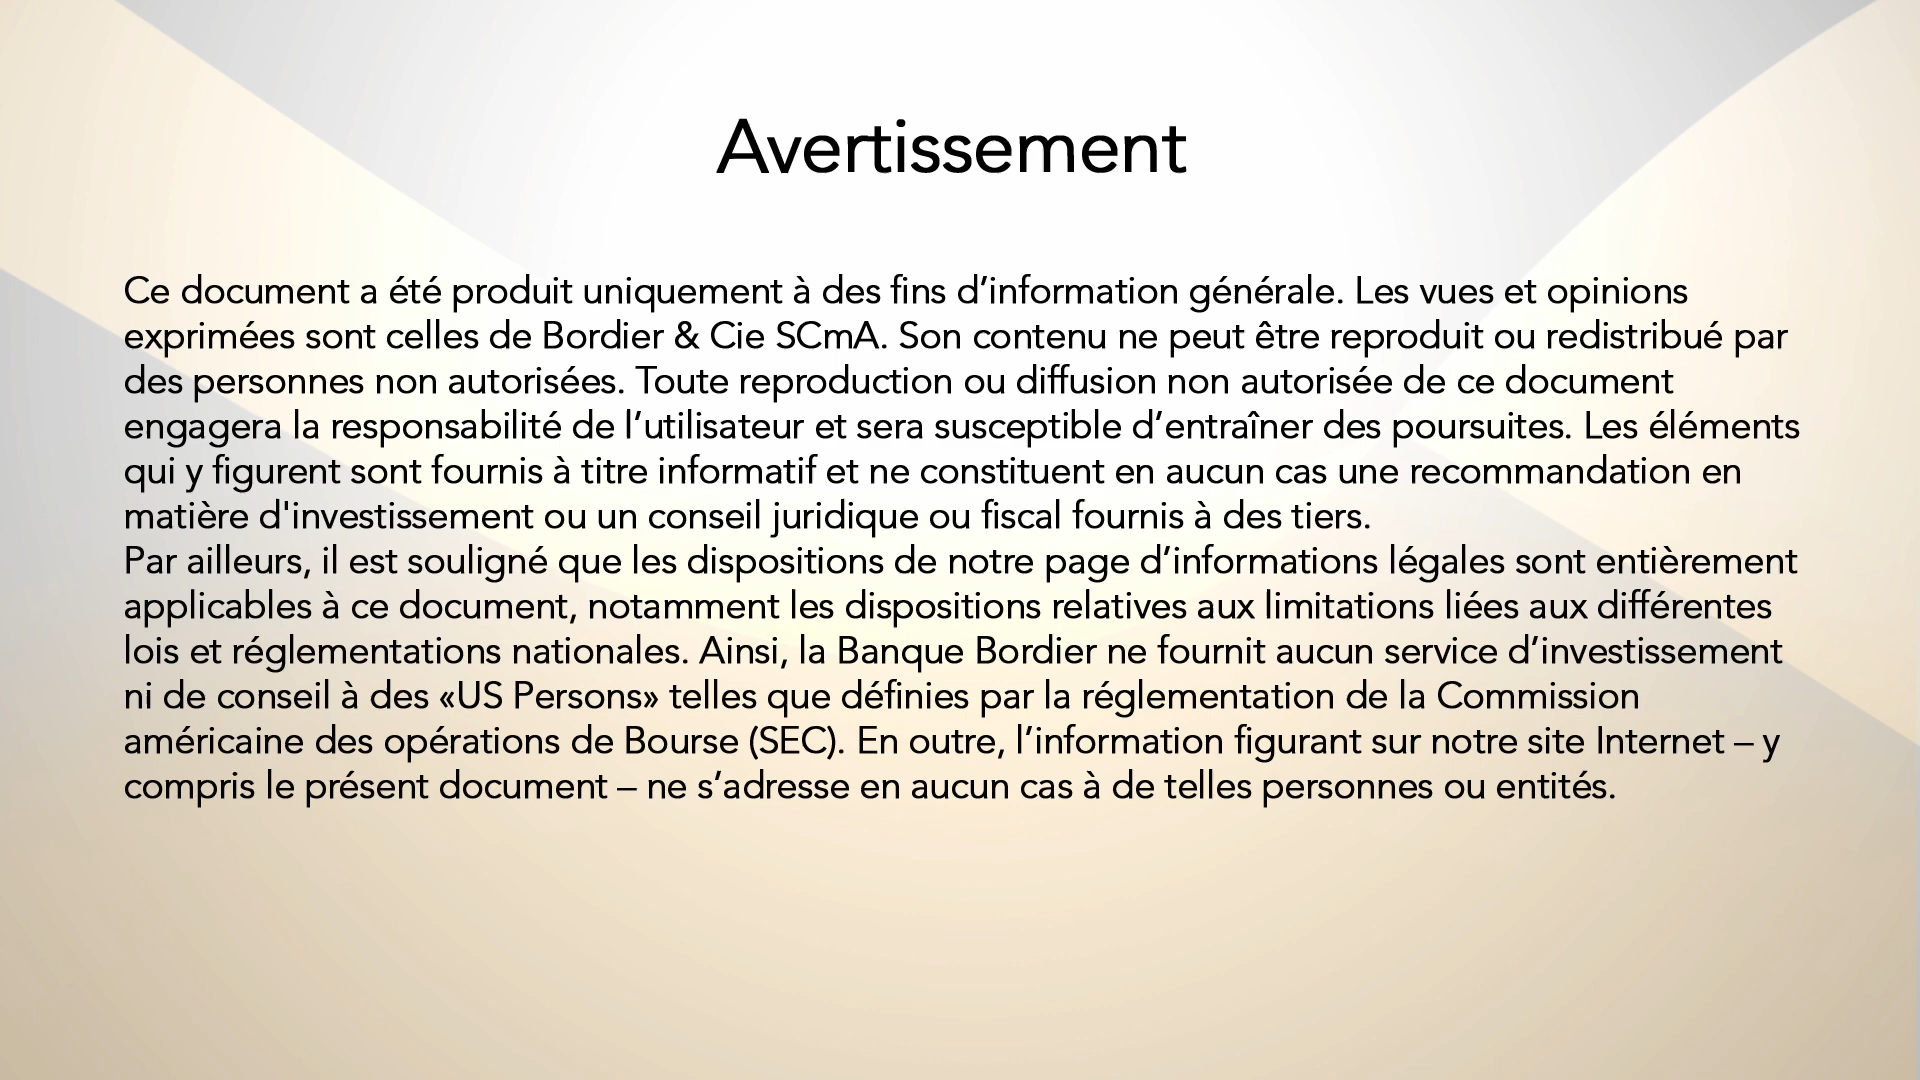 Avertissement
Ce document a été produit uniquement à des fins d’information générale. Les vues et opinions
exprimées sont celles de Bordier & Cie SCmA. Son contenu ne peut être reproduit ou redistribué par
des personnes non autorisées. Toute reproduction ou diffusion non autorisée de ce document
engagera la responsabilité de l’utilisateur et sera susceptible d’entraîner des poursuites. Les éléments
qui y figurent sont fournis à titre informatif et ne constituent en aucun cas une recommandation en
matière d'investissement ou un conseil juridique ou fiscal fournis à des tiers.
Par ailleurs, il est souligné que les dispositions de notre page d’informations légales sont entièrement
applicables à ce document, notamment les dispositions relatives aux limitations liées aux différentes
lois et réglementations nationales. Ainsi, la Banque Bordier ne fournit aucun service d’investissement
ni de conseil à des «US Persons» telles que définies par la réglementation de la Commission
américaine des opérations de Bourse (SEC). En outre, l’information figurant sur notre site Internet – y
compris le présent document – ne s’adresse en aucun cas à de telles personnes ou entités.